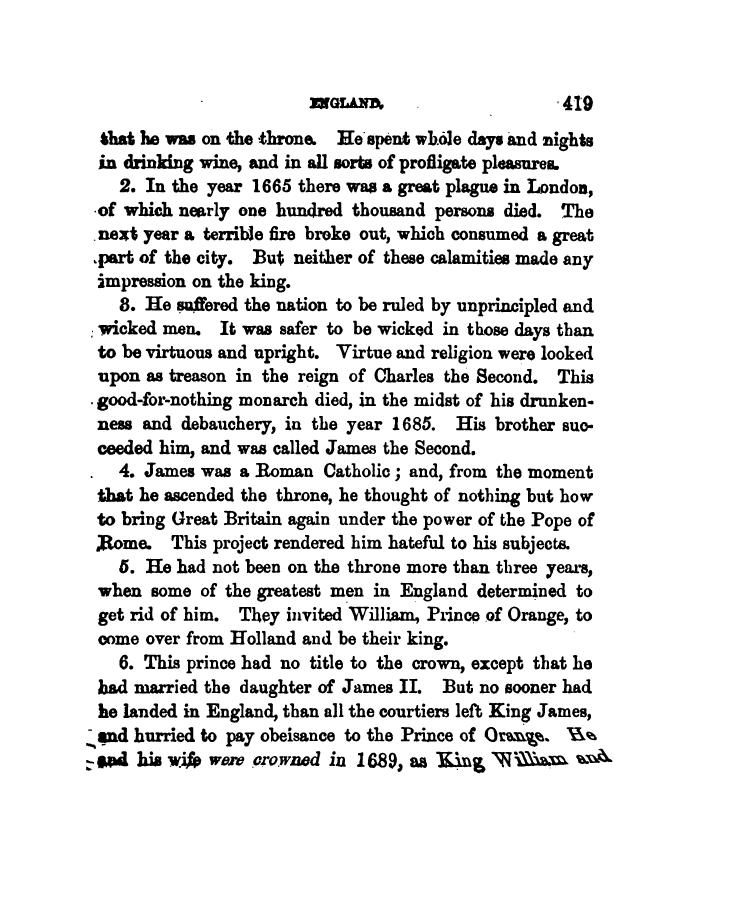 ENGLAND. 419
that he was on the throne. He spent whole days and nights
in drinking wine, and in all sorts of profligate pleasures.
2. In the year 1665 there was a great plague in London,
of which nearly one hundred thousand persons died. The
next year a terrible fire broke out, which consumed a great
part of the city. But neither of these calamities made any
impression on the king.
3. He suffered the nation to be ruled by unprincipled and
wicked men. It was safer to be wicked in those days than
to be virtuous and upright. Virtue and religion were looked
upon as treason in the reign of Charles the Second. This
good-for-nothing monarch died, in the midst of his drunken-
ness and debauchery, in the year 1685. His brother suc-
ceeded him, and was called James the Second.
4. James was a Roman Catholic; and, from the moment
that he ascended the throne, he thought of nothing but how
to bring Great Britain again under the power of the Pope of
Rome. This project rendered him hateful to his subjects.
5. He had not been on the throne more than three years,
when some of the greatest men in England determined to
get rid of him. They invited William, Prince of Orange, to
come over from Holland and be their king.
6. This prince had no title to the crown, except that he
had married the daughter of James II. But no sooner had
he landed in England, than all the courtiers left King James,
and hurried to pay obeisance to the Prince of Orange. He
and his wife were crowned in 1689, as King William and